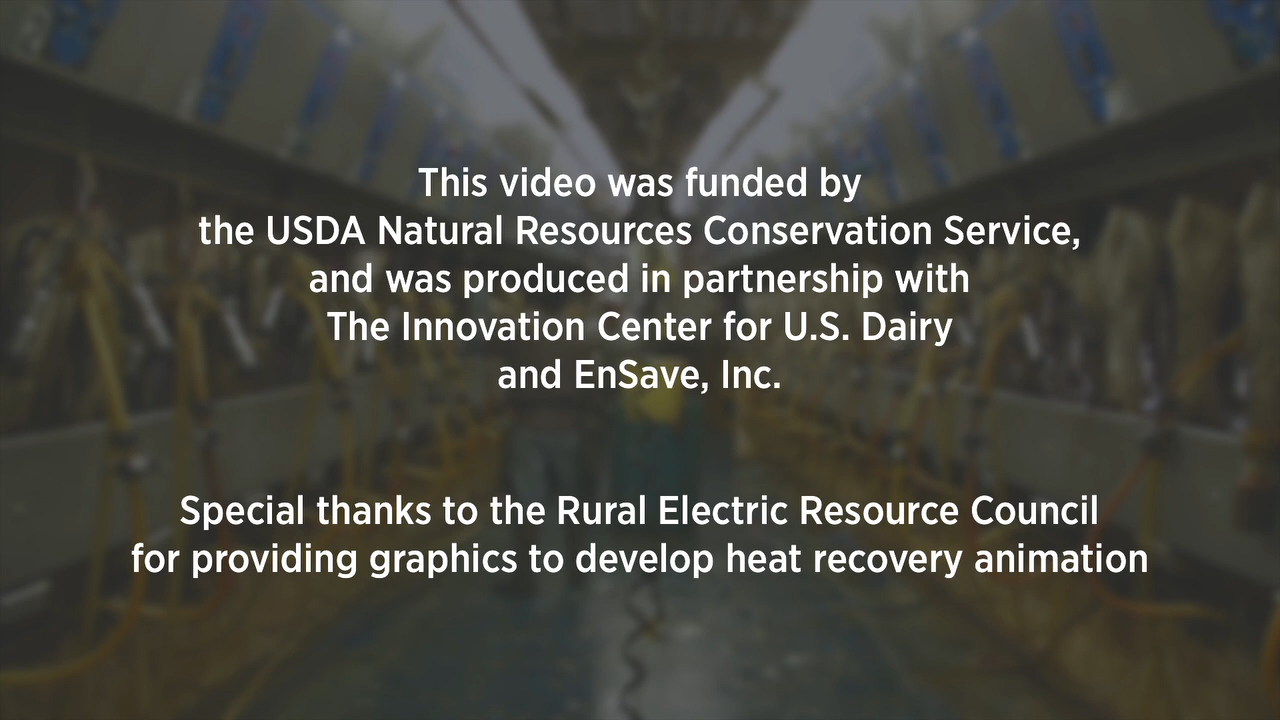 This video was funded by
the USDA Natural Resources Conservation Service,
and was produced in partnership with
The Innovation Center for U.S. Dairy
and EnSave, Inc.
Special thanks to the Rural Electric Resource Council
for providing graphics to develop heat recovery animation